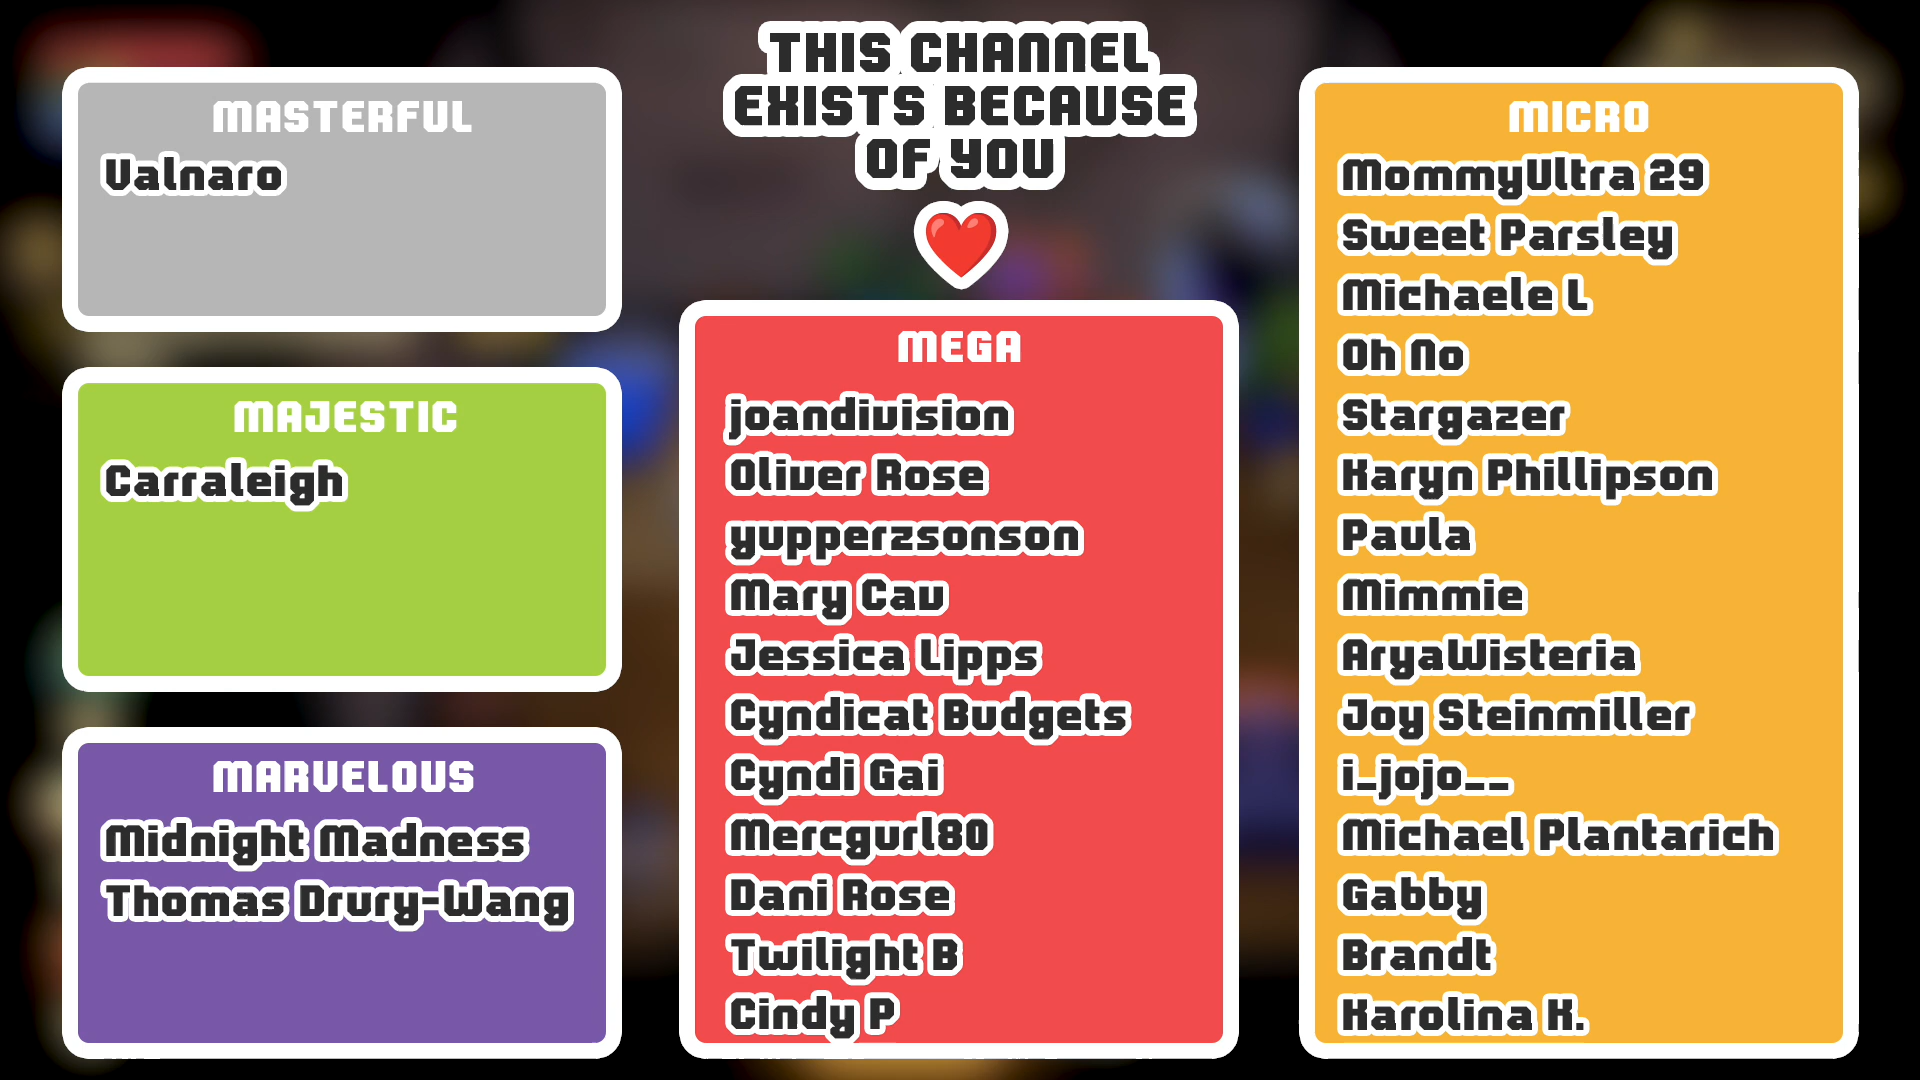 MASTERFUL
Valnaro
MAJESTIC
Carraleigh
MARVELOUS
Midnight Madness
Thomas Drury-Wang
THIS CHANNEL
EXISTS BECAUSE
OF YOU
MEGA
joandivision
Oliver Rose
yupperzsonson
Mary Cav
Jessica Lipps
Cyndicat Budgets
Cyndi Gai
Mercgurl80
Dani Rose
Twilight B
Cindy P
MICRO
MommyUltra 29
Sweet Parsley
Michaele L
Oh No
Stargazer
Karyn Phillipson
Paula
Mimmie
AryaWisteria
Joy Steinmiller
i_jojo__
Michael Plantarich
Gabby
Brandt
Karolina K.